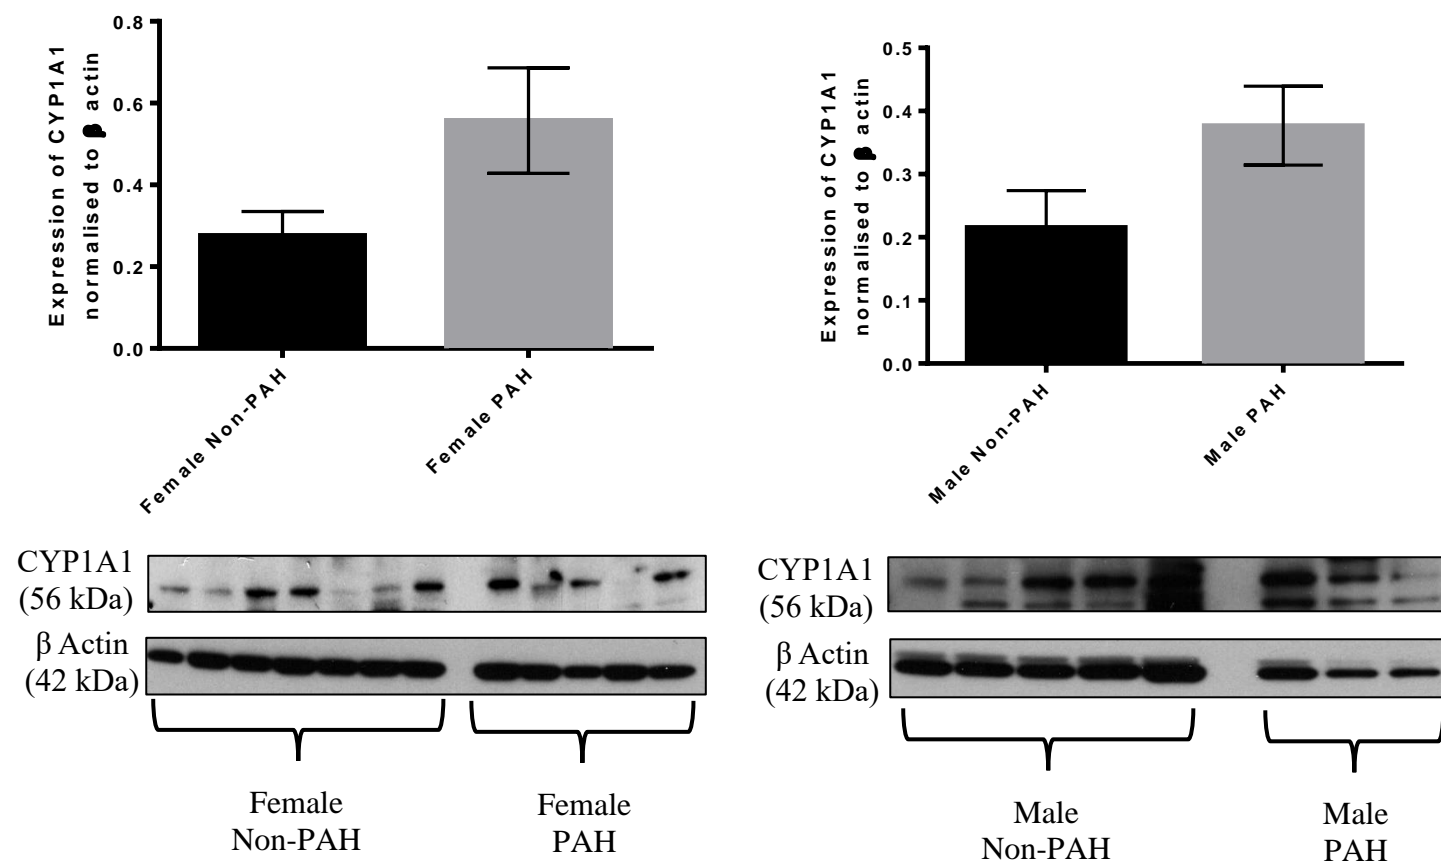 Expression of CYP1A1
normalised to β actin
0.8
0.6
0.4
0.2
0.0
Female Non-PAH
Female PAH
Expression of CYP1A1
normalised to β actin
0.5
0.4
0.3
0.2
0.1
0.0
Male Non-PAH
Male PAH
CYP1A1
(56 kDa)
β Actin
(42 kDa)
Female
Non-PAH
Female
PAH
CYP1A1
(56 kDa)
β Actin
(42 kDa)
Male
Non-PAH
Male
PAH